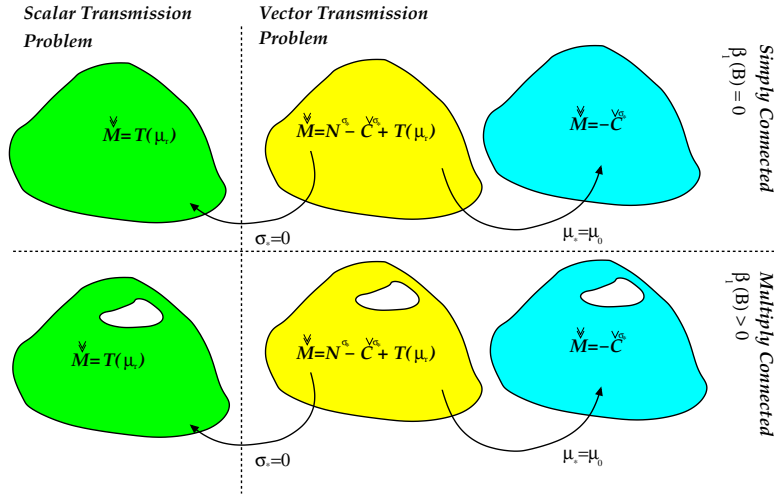 Scalar Transmission
Problem
Vector Transmission
Problem
M̌̌=T(μᵣ)
M̌̌=N^σ* - Č^σ* + T(μᵣ)
M̌̌=-Č^σ*
σ*=0
μ*=μ₀
Simply Connected
β₁(B) = 0
M̌̌=T(μᵣ)
M̌̌=N^σ* - Č^σ* + T(μᵣ)
M̌̌=-Č^σ*
σ*=0
μ*=μ₀
Multiply Connected
β₁(B) > 0